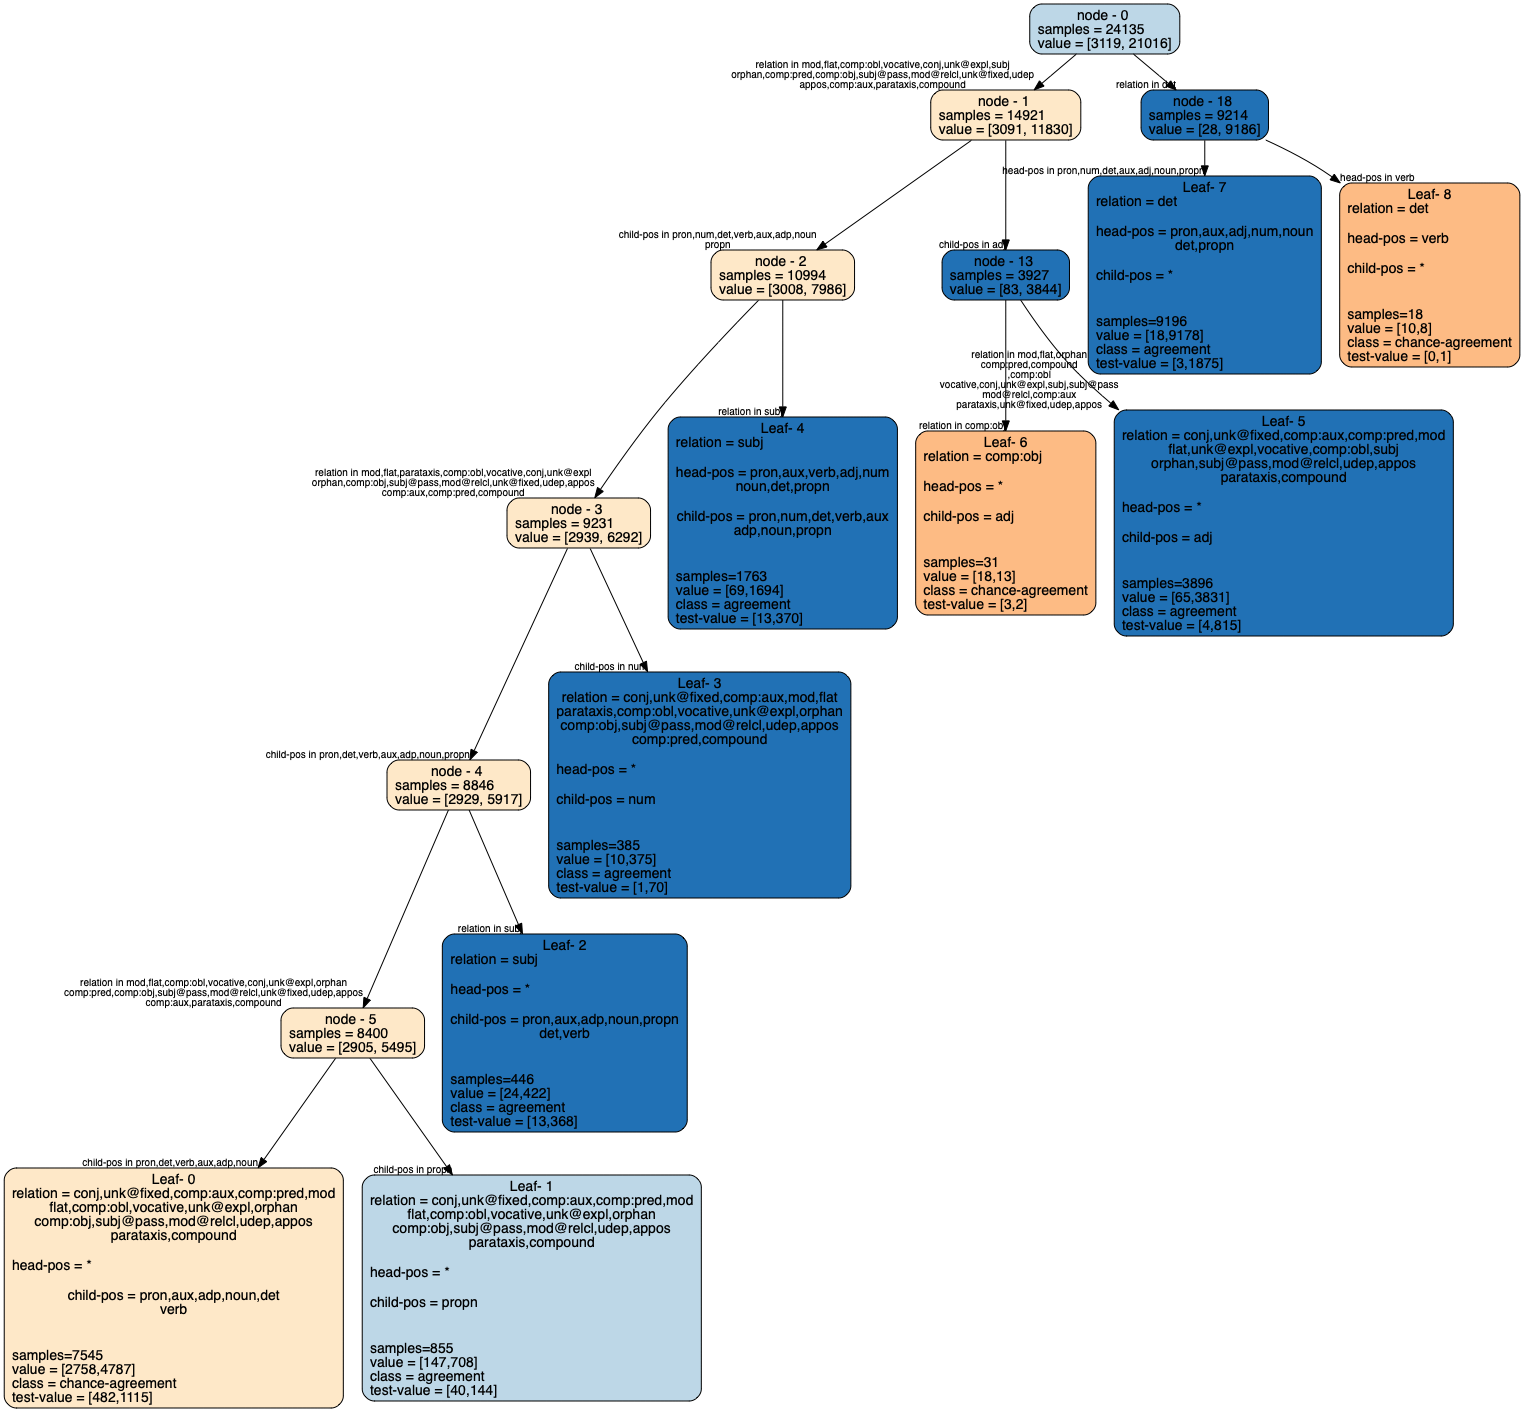 node - 0
samples = 24135
value = [3119, 21016]
relation in mod,flat,comp:obl,vocative,conj,unk@expl,subj
orphan,comp:pred,comp:obj,subj@pass,mod@relcl,unk@fixed,udep
appos,comp:aux,parataxis,compound
relation in det
node - 1
samples = 14921
value = [3091, 11830]
node - 18
samples = 9214
value = [28, 9186]
head-pos in pron,num,det,aux,adj,noun,propn
head-pos in verb
Leaf- 7
relation = det
head-pos = pron,aux,adj,num,noun
det,propn
child-pos = *
samples=9196
value = [18,9178]
class = agreement
test-value = [3,1875]
Leaf- 8
relation = det
head-pos = verb
child-pos = *
samples=18
value = [10,8]
class = chance-agreement
test-value = [0,1]
child-pos in pron,num,det,verb,aux,adp,noun
propn
child-pos in adj
node - 2
samples = 10994
value = [3008, 7986]
node - 13
samples = 3927
value = [83, 3844]
relation in mod,flat,orphan
comp:pred,compound
,comp:obl
vocative,conj,unk@expl,subj,subj@pass
mod@relcl,comp:aux
parataxis,unk@fixed,udep,appos
relation in subj
relation in comp:obj
Leaf- 4
relation = subj
head-pos = pron,aux,verb,adj,num
noun,det,propn
child-pos = pron,num,det,verb,aux
adp,noun,propn
samples=1763
value = [69,1694]
class = agreement
test-value = [13,370]
Leaf- 6
relation = comp:obj
head-pos = *
child-pos = adj
samples=31
value = [18,13]
class = chance-agreement
test-value = [3,2]
Leaf- 5
relation = conj,unk@fixed,comp:aux,comp:pred,mod
flat,unk@expl,vocative,comp:obl,subj
orphan,subj@pass,mod@relcl,udep,appos
parataxis,compound
head-pos = *
child-pos = adj
samples=3896
value = [65,3831]
class = agreement
test-value = [4,815]
relation in mod,flat,parataxis,comp:obl,vocative,conj,unk@expl
orphan,comp:obj,subj@pass,mod@relcl,unk@fixed,udep,appos
comp:aux,comp:pred,compound
node - 3
samples = 9231
value = [2939, 6292]
child-pos in num
Leaf- 3
relation = conj,unk@fixed,comp:aux,mod,flat
parataxis,comp:obl,vocative,unk@expl,orphan
comp:obj,subj@pass,mod@relcl,udep,appos
comp:pred,compound
head-pos = *
child-pos = num
samples=385
value = [10,375]
class = agreement
test-value = [1,70]
child-pos in pron,det,verb,aux,adp,noun,propn
node - 4
samples = 8846
value = [2929, 5917]
relation in subj
Leaf- 2
relation = subj
head-pos = *
child-pos = pron,aux,adp,noun,propn
det,verb
samples=446
value = [24,422]
class = agreement
test-value = [13,368]
relation in mod,flat,comp:obl,vocative,conj,unk@expl,orphan
comp:pred,comp:obj,subj@pass,mod@relcl,unk@fixed,udep,appos
comp:aux,parataxis,compound
node - 5
samples = 8400
value = [2905, 5495]
child-pos in pron,det,verb,aux,adp,noun
child-pos in propn
Leaf- 0
relation = conj,unk@fixed,comp:aux,comp:pred,mod
flat,comp:obl,vocative,unk@expl,orphan
comp:obj,subj@pass,mod@relcl,udep,appos
parataxis,compound
head-pos = *
child-pos = pron,aux,adp,noun,det
verb
samples=7545
value = [2758,4787]
class = chance-agreement
test-value = [482,1115]
Leaf- 1
relation = conj,unk@fixed,comp:aux,comp:pred,mod
flat,comp:obl,vocative,unk@expl,orphan
comp:obj,subj@pass,mod@relcl,udep,appos
parataxis,compound
head-pos = *
child-pos = propn
samples=855
value = [147,708]
class = agreement
test-value = [40,144]